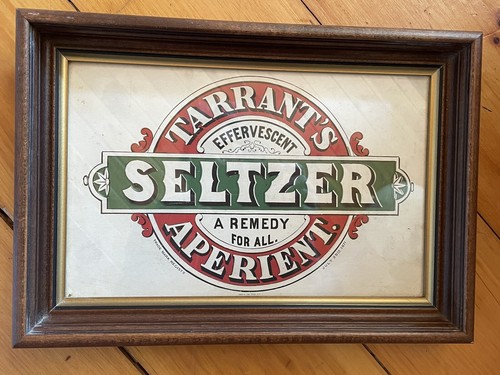 TARRANT'S
EFFERVESCENT
SELTZER
A REMEDY
FOR ALL.
APERIENT.